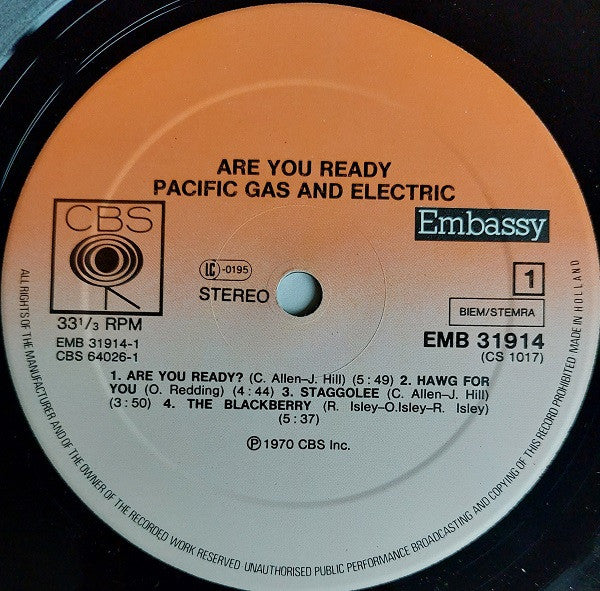 ARE YOU READY
PACIFIC GAS AND ELECTRIC
CBS
Embassy
LC-0195
STEREO
1
BIEM/STEMRA
33 1/3 RPM
EMB 31914-1
CBS 64026-1
EMB 31914
(CS 1017)
1. ARE YOU READY? (C. Allen–J. Hill) (5:49) 2. HAWG FOR
YOU (O. Redding) (4:44) 3. STAGGOLEE (C. Allen–J. Hill)
(3:50) 4. THE BLACKBERRY (R. Isley–O.Isley–R. Isley)
(5:37)
℗ 1970 CBS Inc.
ALL RIGHTS OF THE MANUFACTURER AND OF THE OWNER OF THE RECORDED WORK RESERVED UNAUTHORISED PUBLIC PERFORMANCE BROADCASTING AND COPYING OF THIS RECORD PROHIBITED MADE IN HOLLAND